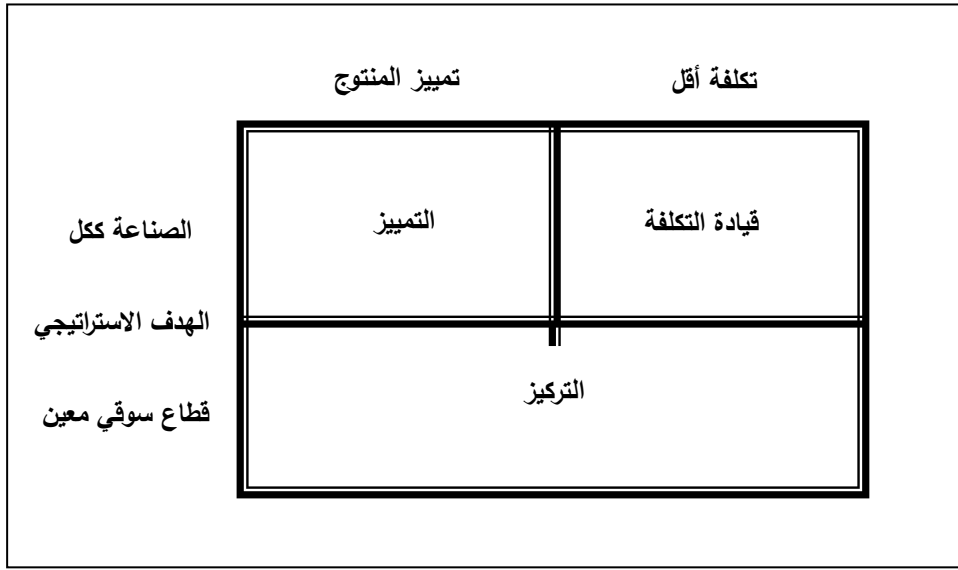 تكلفة أقل
تمييز المنتوج
قيادة التكلفة
التمييز
الصناعة ككل
الهدف الاستراتيجي
التركيز
قطاع سوقي معين